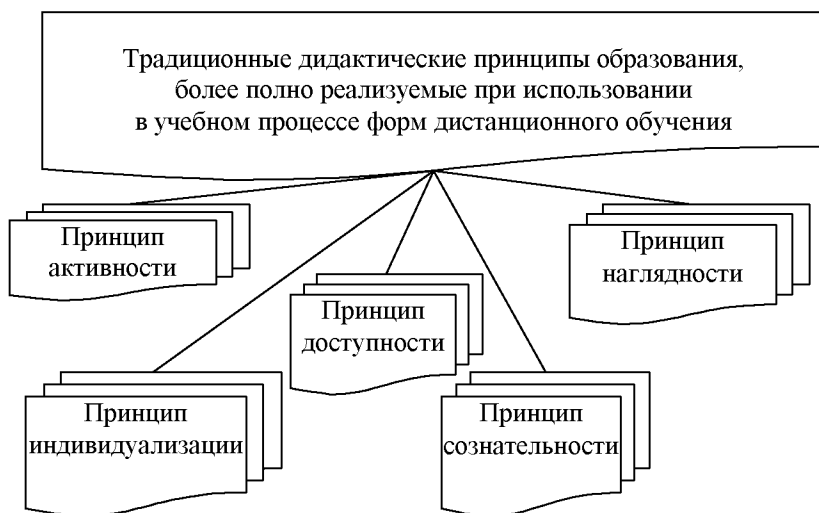 Традиционные дидактические принципы образования,
более полно реализуемые при использовании
в учебном процессе форм дистанционного обучения
Принцип
активности
Принцип
наглядности
Принцип
доступности
Принцип
индивидуализации
Принцип
сознательности